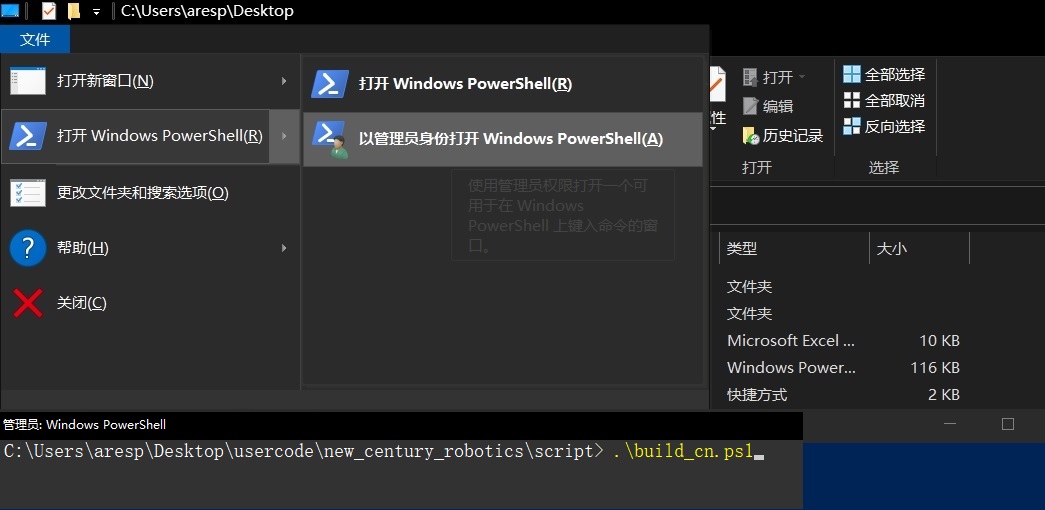 C:\Users\aresp\Desktop
文件
打开新窗口(N)
打开 Windows PowerShell(R)
更改文件夹和搜索选项(O)
帮助(H)
关闭(C)
打开 Windows PowerShell(R)
以管理员身份打开 Windows PowerShell(A)
使用管理员权限打开一个可
用于在 Windows
PowerShell 上键入命令的窗
口。
性
打开
编辑
历史记录
打开
全部选择
全部取消
反向选择
选择
类型 大小
文件夹
文件夹
Microsoft Excel ... 10 KB
Windows Power... 116 KB
快捷方式 2 KB
管理员: Windows PowerShell
C:\Users\aresp\Desktop\usercode\new_century_robotics\script> .\build_cn.ps1